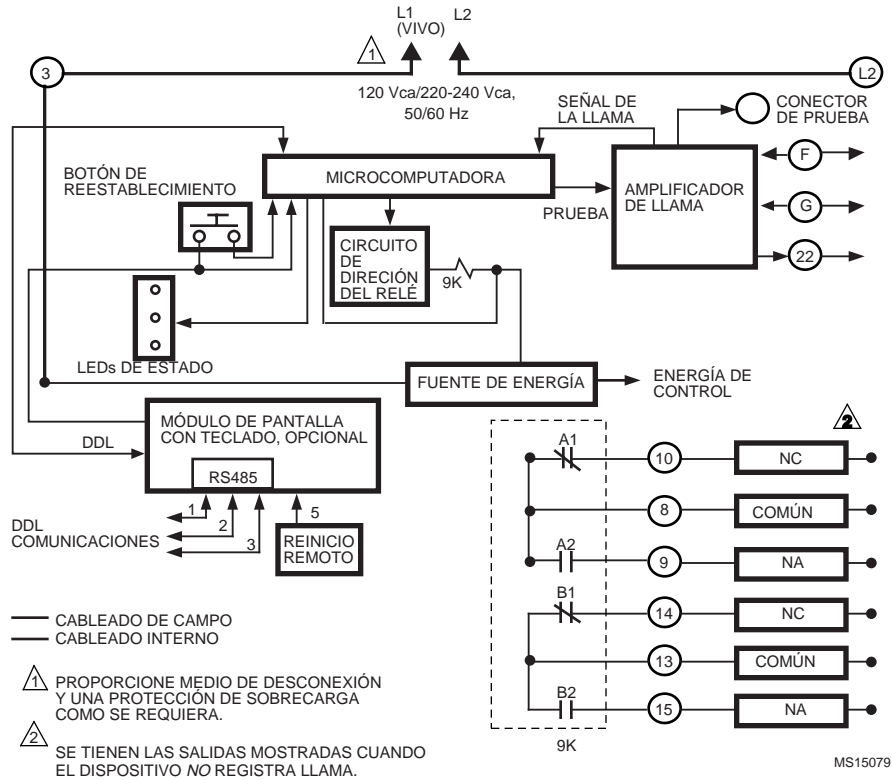 L1
(VIVO)
L2
1
3
L2
120 Vca/220-240 Vca,
50/60 Hz
SEÑAL DE
LA LLAMA
CONECTOR
DE PRUEBA
BOTÓN DE
REESTABLECIMIENTO
MICROCOMPUTADORA
PRUEBA
AMPLIFICADOR
DE LLAMA
F
G
22
CIRCUITO
DE
DIRECIÓN
DEL RELÉ
9K
LEDs DE ESTADO
FUENTE DE ENERGÍA
ENERGÍA DE
CONTROL
MÓDULO DE PANTALLA
CON TECLADO, OPCIONAL
DDL
RS485
DDL
COMUNICACIONES
1
2
3
5
REINICIO
REMOTO
2
A1
10
NC
8
COMÚN
A2
9
NA
B1
14
NC
13
COMÚN
B2
15
NA
9K
CABLEADO DE CAMPO
CABLEADO INTERNO
1 PROPORCIONE MEDIO DE DESCONEXIÓN
Y UNA PROTECCIÓN DE SOBRECARGA
COMO SE REQUIERA.
2
SE TIENEN LAS SALIDAS MOSTRADAS CUANDO
EL DISPOSITIVO NO REGISTRA LLAMA.
MS15079